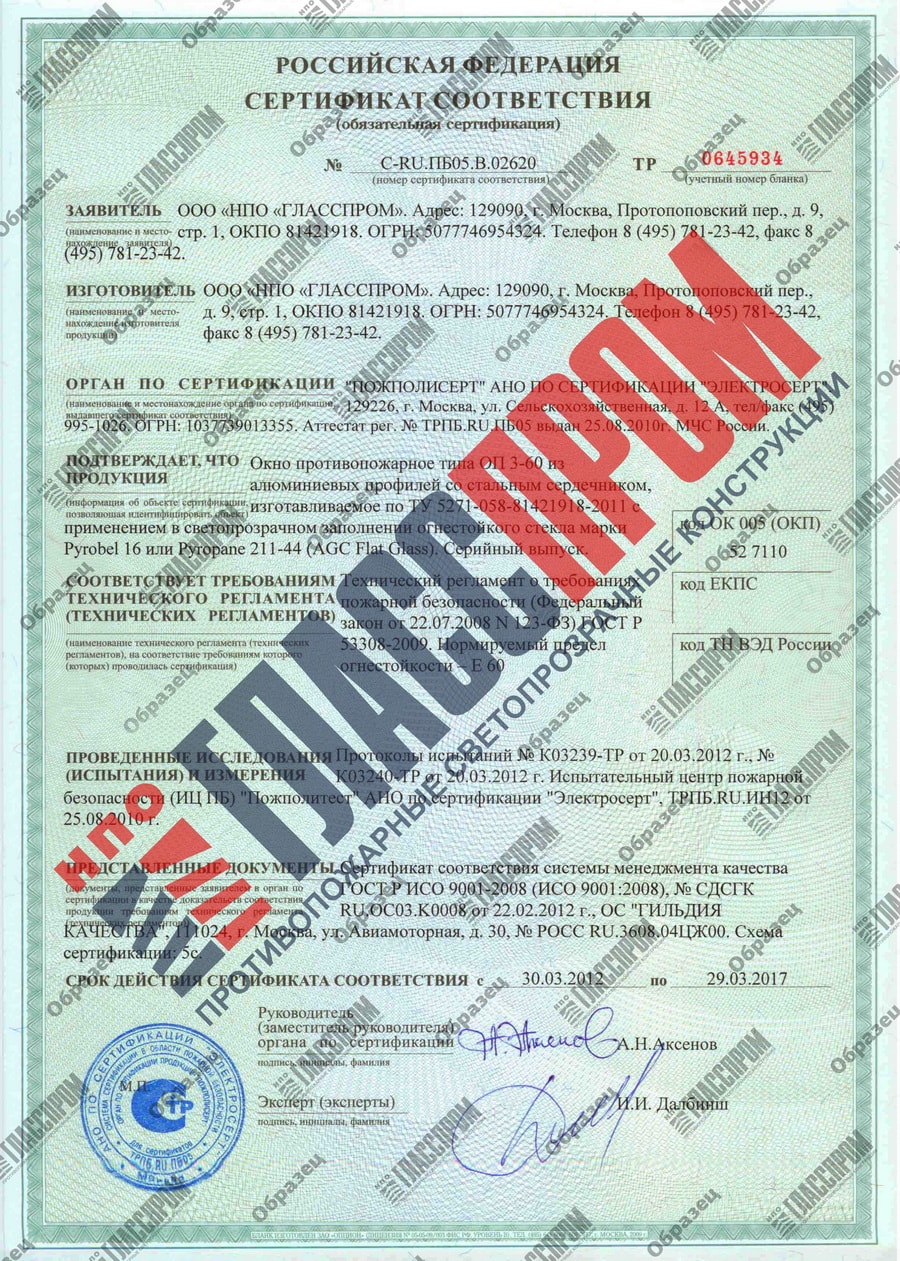 РОССИЙСКАЯ ФЕДЕРАЦИЯ
СЕРТИФИКАТ СООТВЕТСТВИЯ
(обязательная сертификация)
№ C-RU.ПБ05.В.02620 ТР 0645934
(номер сертификата соответствия) (учетный номер бланка)
ЗАЯВИТЕЛЬ ООО «НПО «ГЛАССПРОМ». Адрес: 129090, г. Москва, Протопоповский пер., д. 9,
(наименование и место- стр. 1, ОКПО 81421918. ОГРН: 5077746954324. Телефон 8 (495) 781-23-42, факс 8
нахождение заявителя)
(495) 781-23-42.
ИЗГОТОВИТЕЛЬ ООО «НПО «ГЛАССПРОМ». Адрес: 129090, г. Москва, Протопоповский пер.,
(наименование и место- д. 9, стр. 1, ОКПО 81421918. ОГРН: 5077746954324. Телефон 8 (495) 781-23-42,
нахождение изготовителя
продукции) факс 8 (495) 781-23-42.
ОРГАН ПО СЕРТИФИКАЦИИ "ПОЖПОЛИСЕРТ" АНО ПО СЕРТИФИКАЦИИ "ЭЛЕКТРОСЕРТ"
(наименование и местонахождение органа по сертификации, 129226, г. Москва, ул. Сельскохозяйственная, д. 12 А, тел/факс (495)
выдавшего сертификат соответствия)
995-1026. ОГРН: 1037739013355. Аттестат рег. № ТРПБ.RU.ПБ05 выдан 25.08.2010г. МЧС России.
ПОДТВЕРЖДАЕТ, ЧТО Окно противопожарное типа ОП 3-60 из
ПРОДУКЦИЯ алюминиевых профилей со стальным сердечником,
(информация об объекте сертификации, изготавливаемое по ТУ 5271-058-81421918-2011 с
позволяющая идентифицировать объект)
применением в светопрозрачном заполнении огнестойкого стекла марки
код ОК 005 (ОКП)
Pyrobel 16 или Pyropane 211-44 (AGC Flat Glass). Серийный выпуск.
52 7110
СООТВЕТСТВУЕТ ТРЕБОВАНИЯМ Технический регламент о требованиях
код ЕКПС
ТЕХНИЧЕСКОГО РЕГЛАМЕНТА пожарной безопасности (Федеральный
(ТЕХНИЧЕСКИХ РЕГЛАМЕНТОВ) закон от 22.07.2008 N 123-ФЗ) ГОСТ Р
(наименование технического регламента (технических 53308-2009. Нормируемый предел
код ТН ВЭД России
регламентов), на соответствие требованиям которого огнестойкости – Е 60
(которых) проводилась сертификация)
ПРОВЕДЕННЫЕ ИССЛЕДОВАНИЯ Протоколы испытаний № К03239-ТР от 20.03.2012 г., №
(ИСПЫТАНИЯ) И ИЗМЕРЕНИЯ К03240-ТР от 20.03.2012 г. Испытательный центр пожарной
безопасности (ИЦ ПБ) "Пожполитест" АНО по сертификации "Электросерт", ТРПБ.RU.ИН12 от
25.08.2010 г.
ПРЕДСТАВЛЕННЫЕ ДОКУМЕНТЫ Сертификат соответствия системы менеджмента качества
(документы, представленные заявителем в орган по ГОСТ Р ИСО 9001-2008 (ИСО 9001:2008), № СДСГК
сертификации в качестве доказательств соответствия
продукции требованиям технического регламента RU.ОС03.К0008 от 22.02.2012 г., ОС "ГИЛЬДИЯ
(технических регламентов))
КАЧЕСТВА", 111024, г. Москва, ул. Авиамоторная, д. 30, № РОСС RU.3608.04ЦЖ00. Схема
сертификации: 5с.
СРОК ДЕЙСТВИЯ СЕРТИФИКАТА СООТВЕТСТВИЯ с 30.03.2012 по 29.03.2017
Руководитель
(заместитель руководителя)
органа по сертификации А.Н.Аксенов
подпись, инициалы, фамилия
М.П.
Эксперт (эксперты) И.И. Далбинш
подпись, инициалы, фамилия
АНО ПО СЕРТИФИКАЦИИ "ЭЛЕКТРОСЕРТ"
для сертификатов
ТРПБ.RU.ПБ05
Москва
НПО ГЛАССПРОМ
ПРОТИВОПОЖАРНЫЕ СВЕТОПРОЗРАЧНЫЕ КОНСТРУКЦИИ
Образец
НПО ГЛАССПРОМ